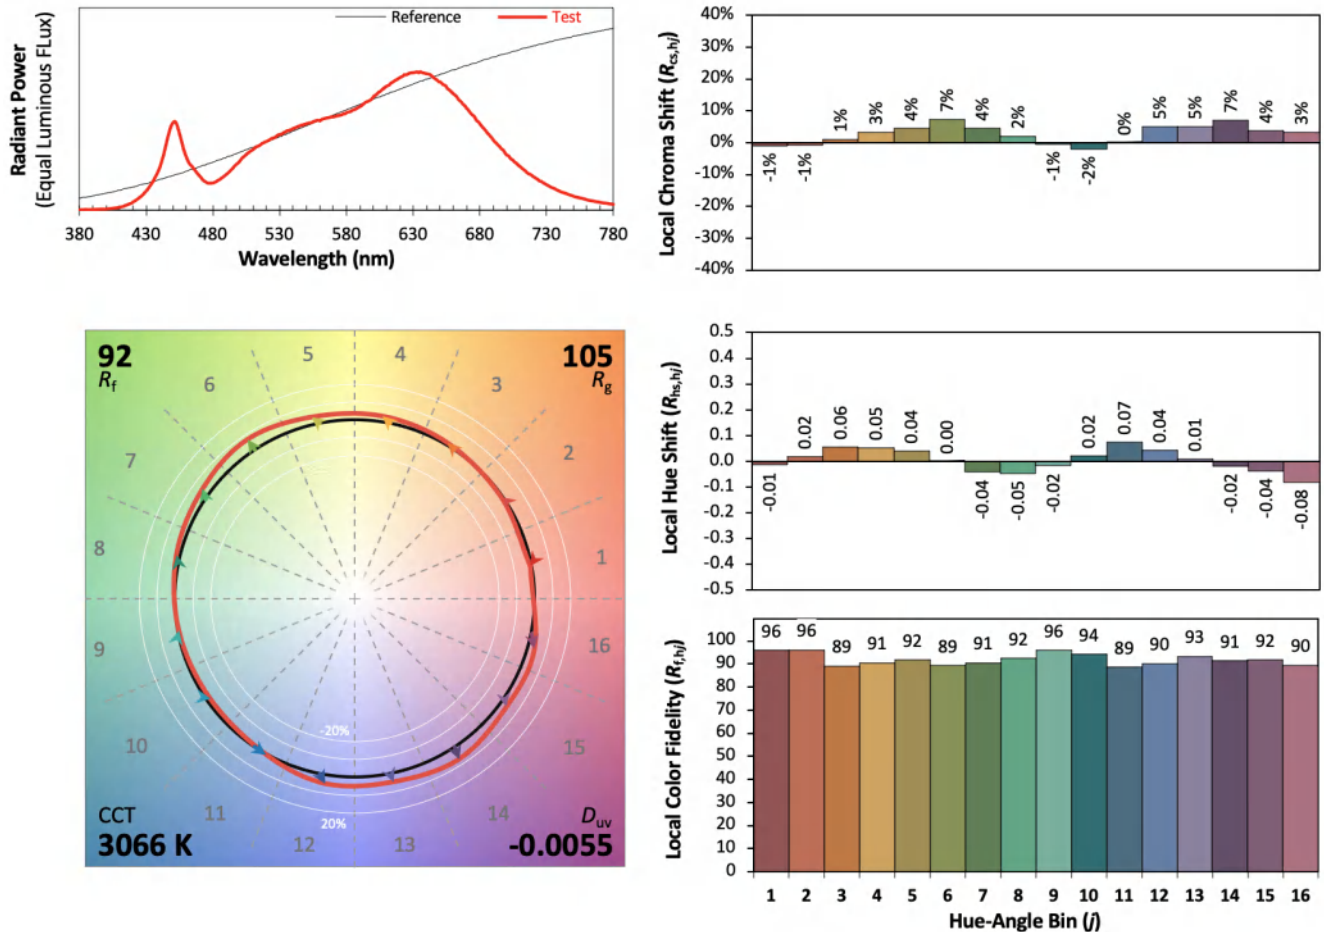 Radiant Power
(Equal Luminous FLux)
Reference
Test
380 430 480 530 580 630 680 730 780
Wavelength (nm)
Local Chroma Shift (Rcs,hj)
40%
30%
20%
10%
0%
-10%
-20%
-30%
-40%
-1% -1% 1% 3% 4% 7% 4% 2% -1% -2% 0% 5% 5% 7% 4% 3%
92
Rf
105
Rg
CCT
3066 K
Duv
-0.0055
1
2
3
4
5
6
7
8
9
10
11
12
13
14
15
16
-20%
20%
Local Hue Shift (Rhs,hj)
0.5
0.4
0.3
0.2
0.1
0.0
-0.1
-0.2
-0.3
-0.4
-0.5
-0.01 0.02 0.06 0.05 0.04 0.00 -0.04 -0.05 -0.02 0.02 0.07 0.04 0.01 -0.02 -0.04 -0.08
Local Color Fidelity (Rf,hj)
100
90
80
70
60
50
40
30
20
10
0
96 96 89 91 92 89 91 92 96 94 89 90 93 91 92 90
1 2 3 4 5 6 7 8 9 10 11 12 13 14 15 16
Hue-Angle Bin (j)